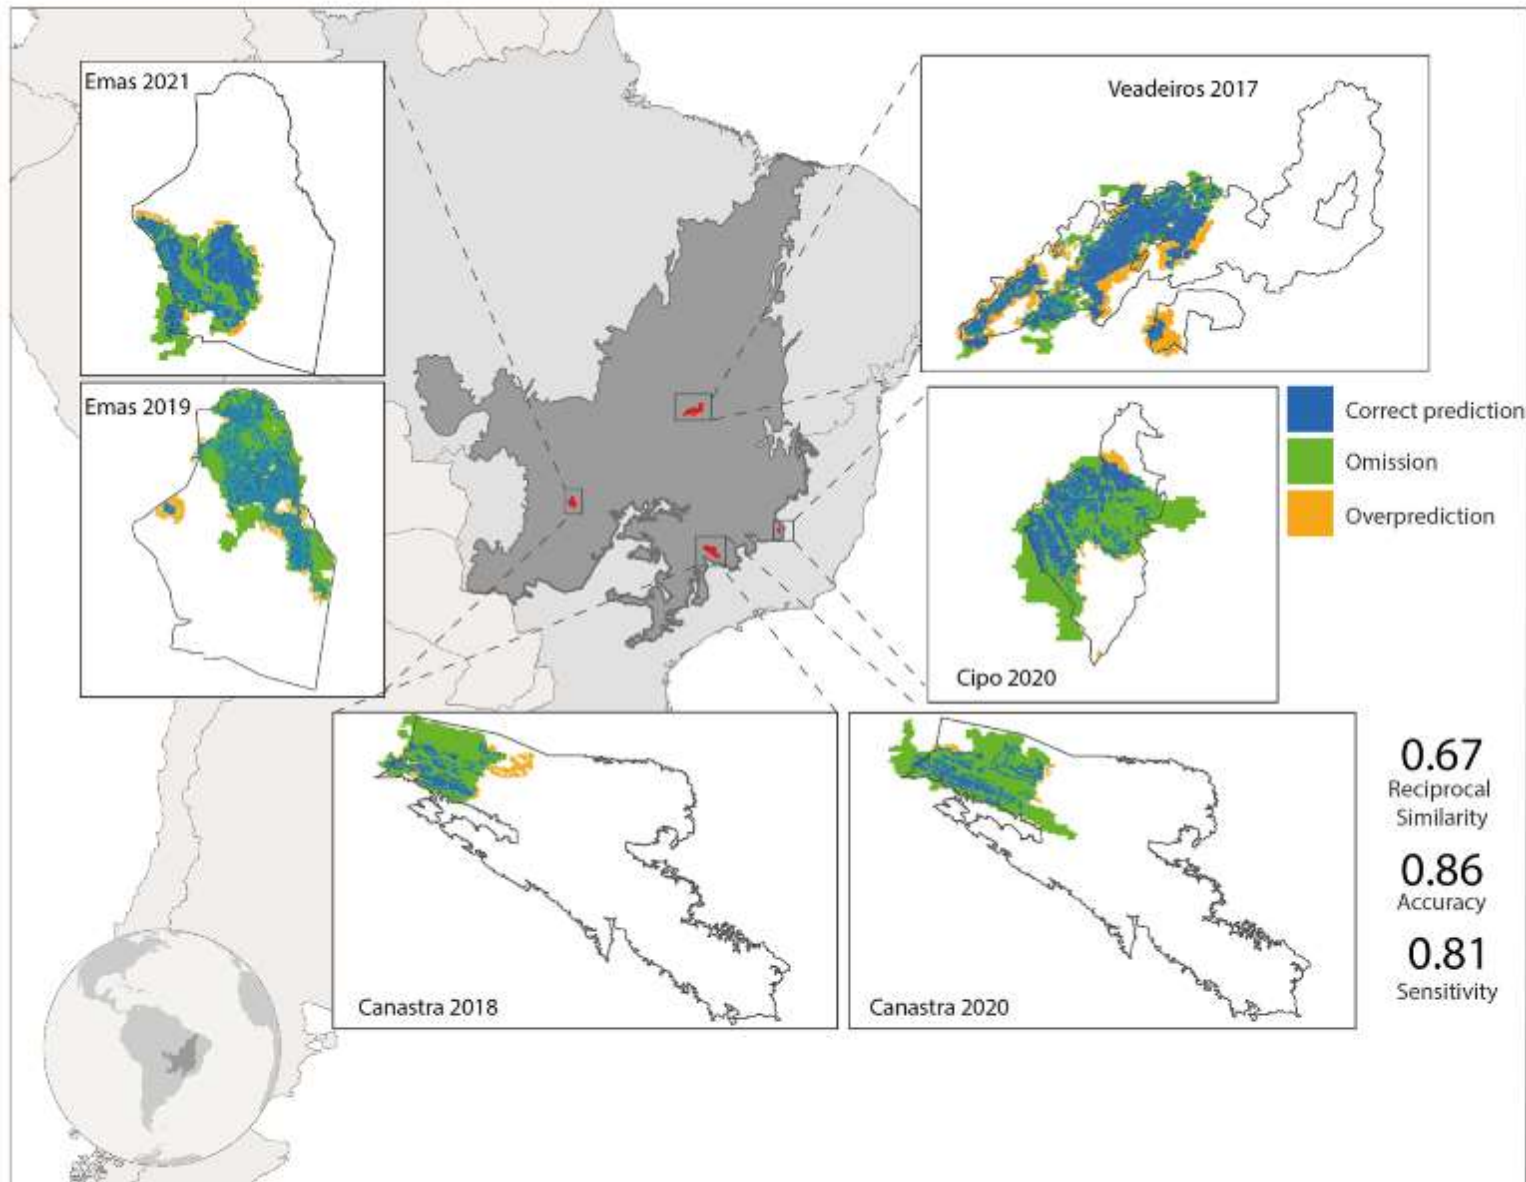 Emas 2021
Veadeiros 2017
Emas 2019
Correct prediction
Omission
Overprediction
Cipo 2020
Canastra 2018
Canastra 2020
0.67
Reciprocal
Similarity
0.86
Accuracy
0.81
Sensitivity